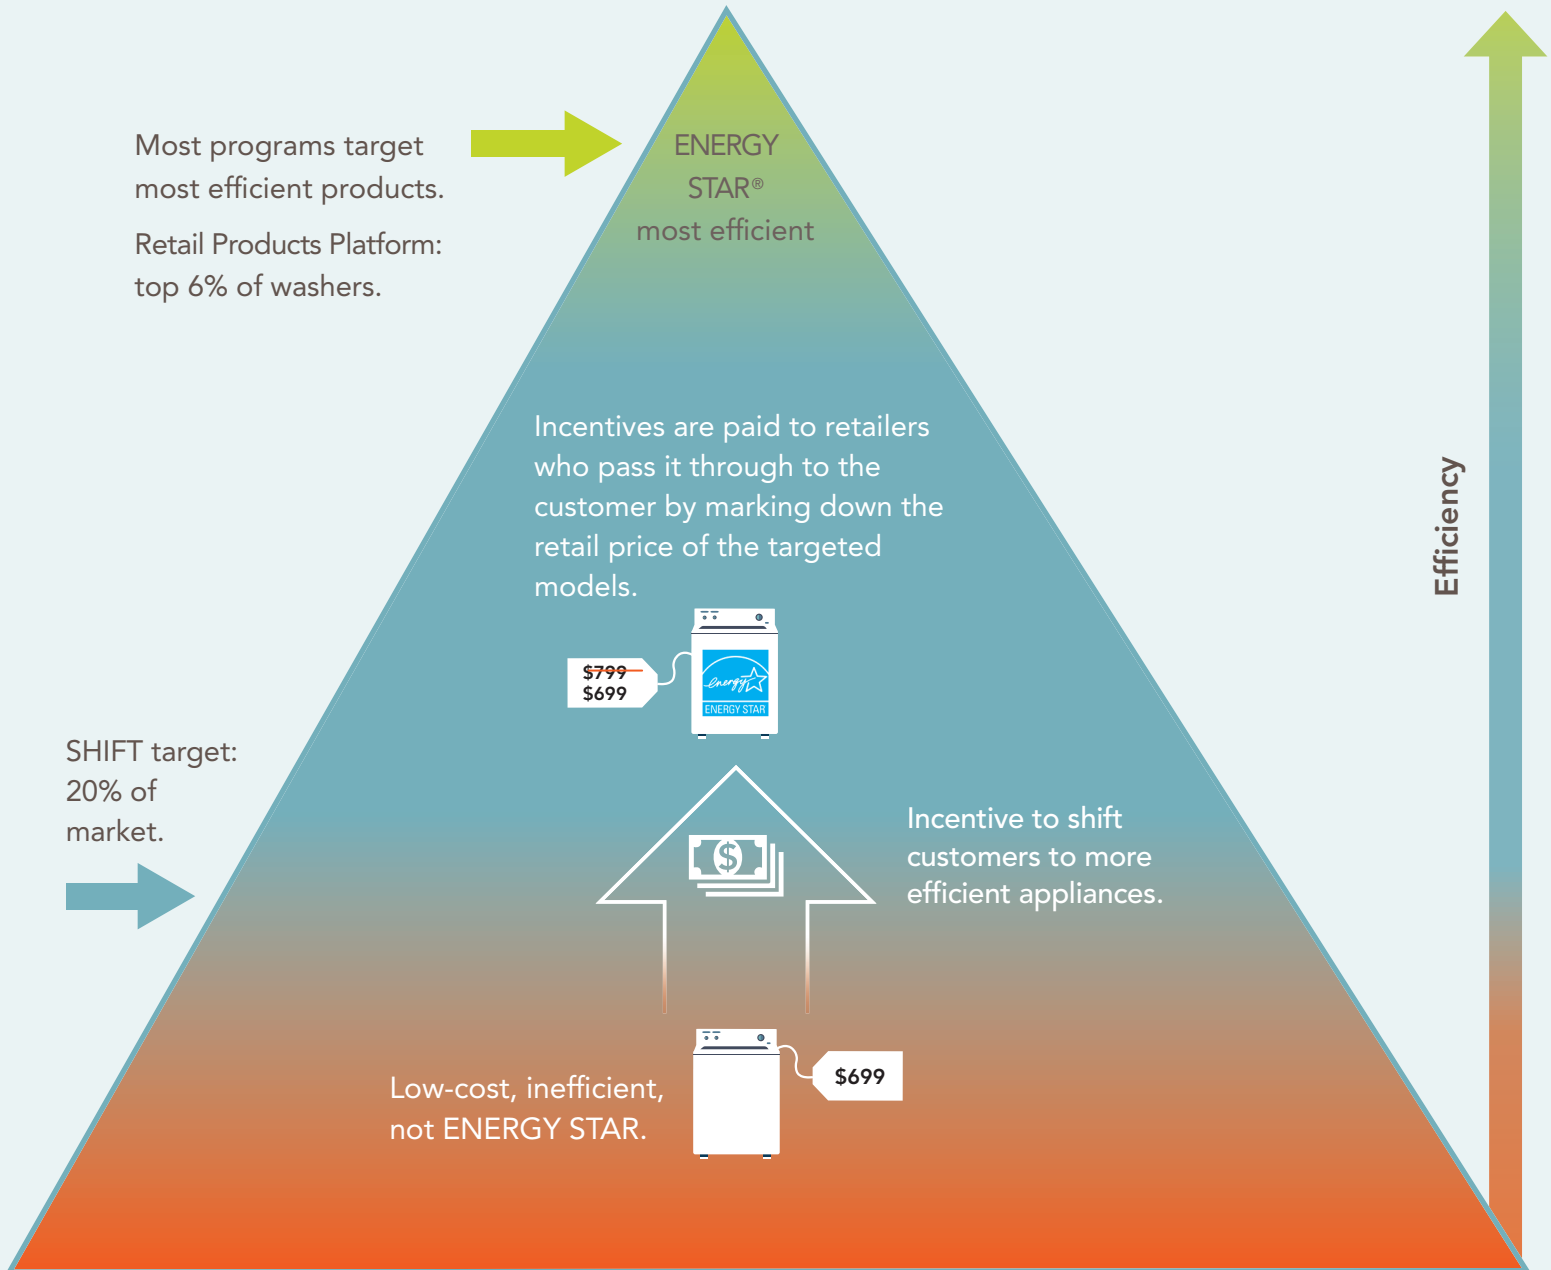 Most programs target
most efficient products.
Retail Products Platform:
top 6% of washers.
ENERGY
STAR®
most efficient
Incentives are paid to retailers
who pass it through to the
customer by marking down the
retail price of the targeted
models.
$799
$699
energy
ENERGY STAR
SHIFT target:
20% of
market.
Incentive to shift
customers to more
efficient appliances.
$
Low-cost, inefficient,
not ENERGY STAR.
$699
Efficiency